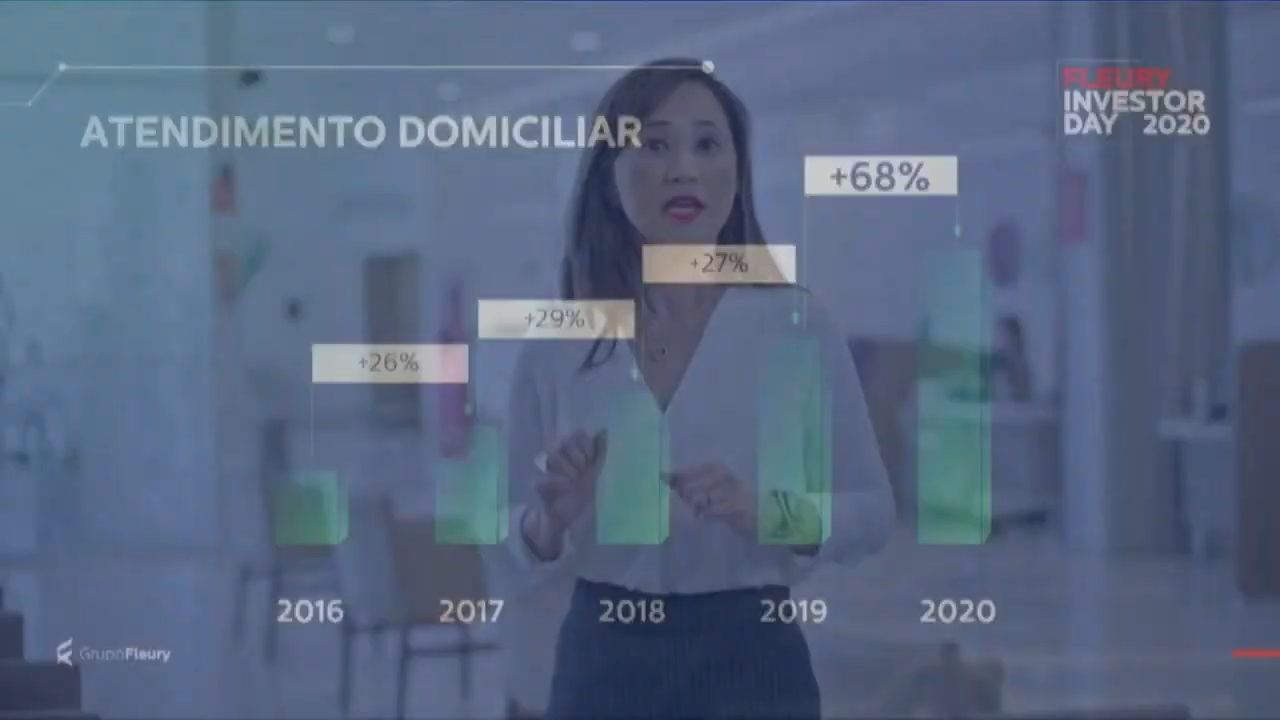 ATENDIMENTO DOMICILIAR
FLEURY
INVESTOR
DAY 2020
+68%
+27%
+29%
+26%
2016 2017 2018 2019 2020
GrupoFleury